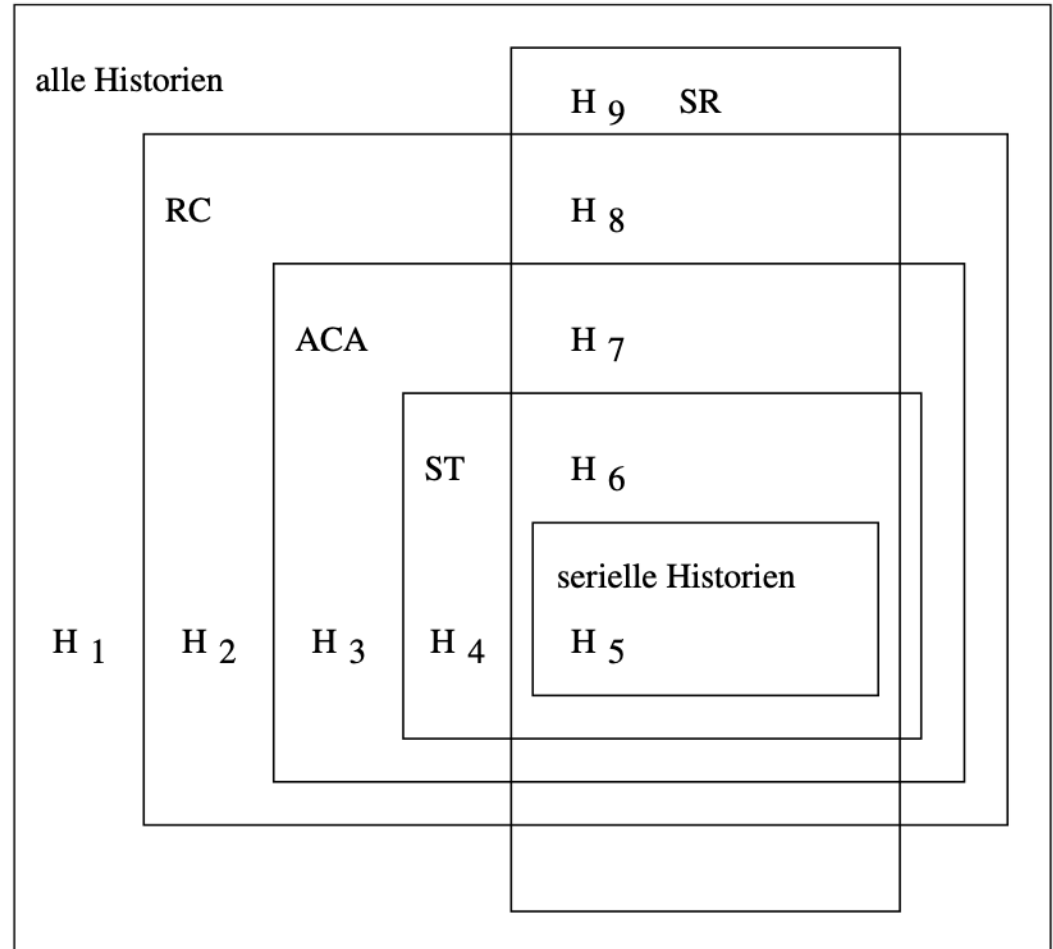 alle Historien
H 9 SR
RC
H 8
ACA
H 7
ST
H 6
serielle Historien
H 1
H 2
H 3
H 4
H 5